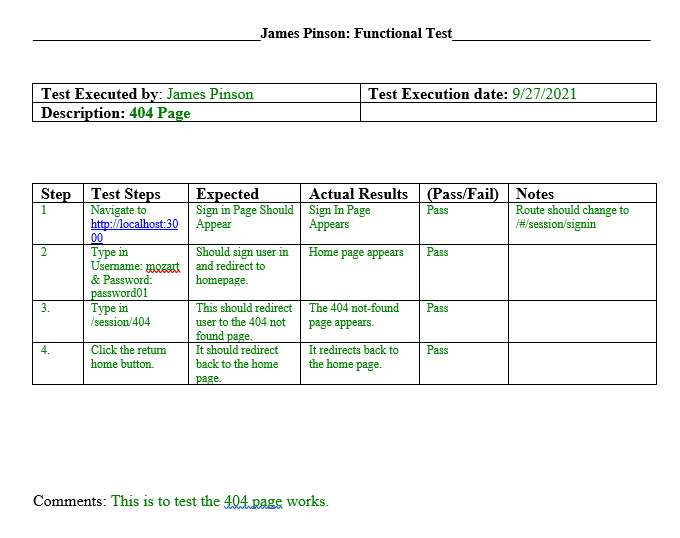 James Pinson: Functional Test
Test Executed by: James Pinson Test Execution date: 9/27/2021
Description: 404 Page
Step Test Steps Expected Actual Results (Pass/Fail) Notes
1 Navigate to http://localhost:3000 Sign in Page Should Appear Sign In Page Appears Pass Route should change to /#/session/signin
2 Type in Username: mozart & Password: password01 Should sign user in and redirect to homepage. Home page appears Pass
3. Type in /session/404 This should redirect user to the 404 not found page. The 404 not-found page appears. Pass
4. Click the return home button. It should redirect back to the home page. It redirects back to the home page. Pass
Comments: This is to test the 404 page works.